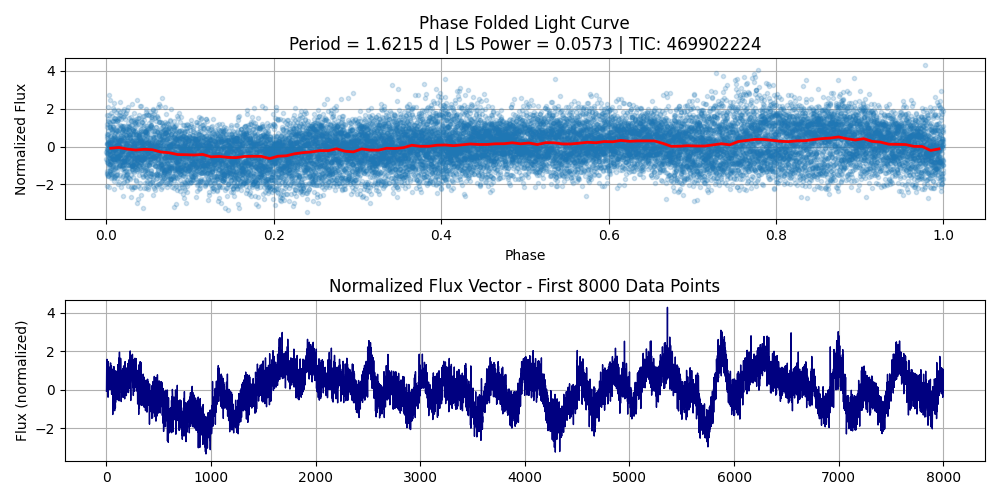 Phase Folded Light Curve
Period = 1.6215 d | LS Power = 0.0573 | TIC: 469902224
Normalized Flux
4
2
0
−2
0.0 0.2 0.4 0.6 0.8 1.0
Phase
Normalized Flux Vector - First 8000 Data Points
Flux (normalized)
4
2
0
−2
0 1000 2000 3000 4000 5000 6000 7000 8000